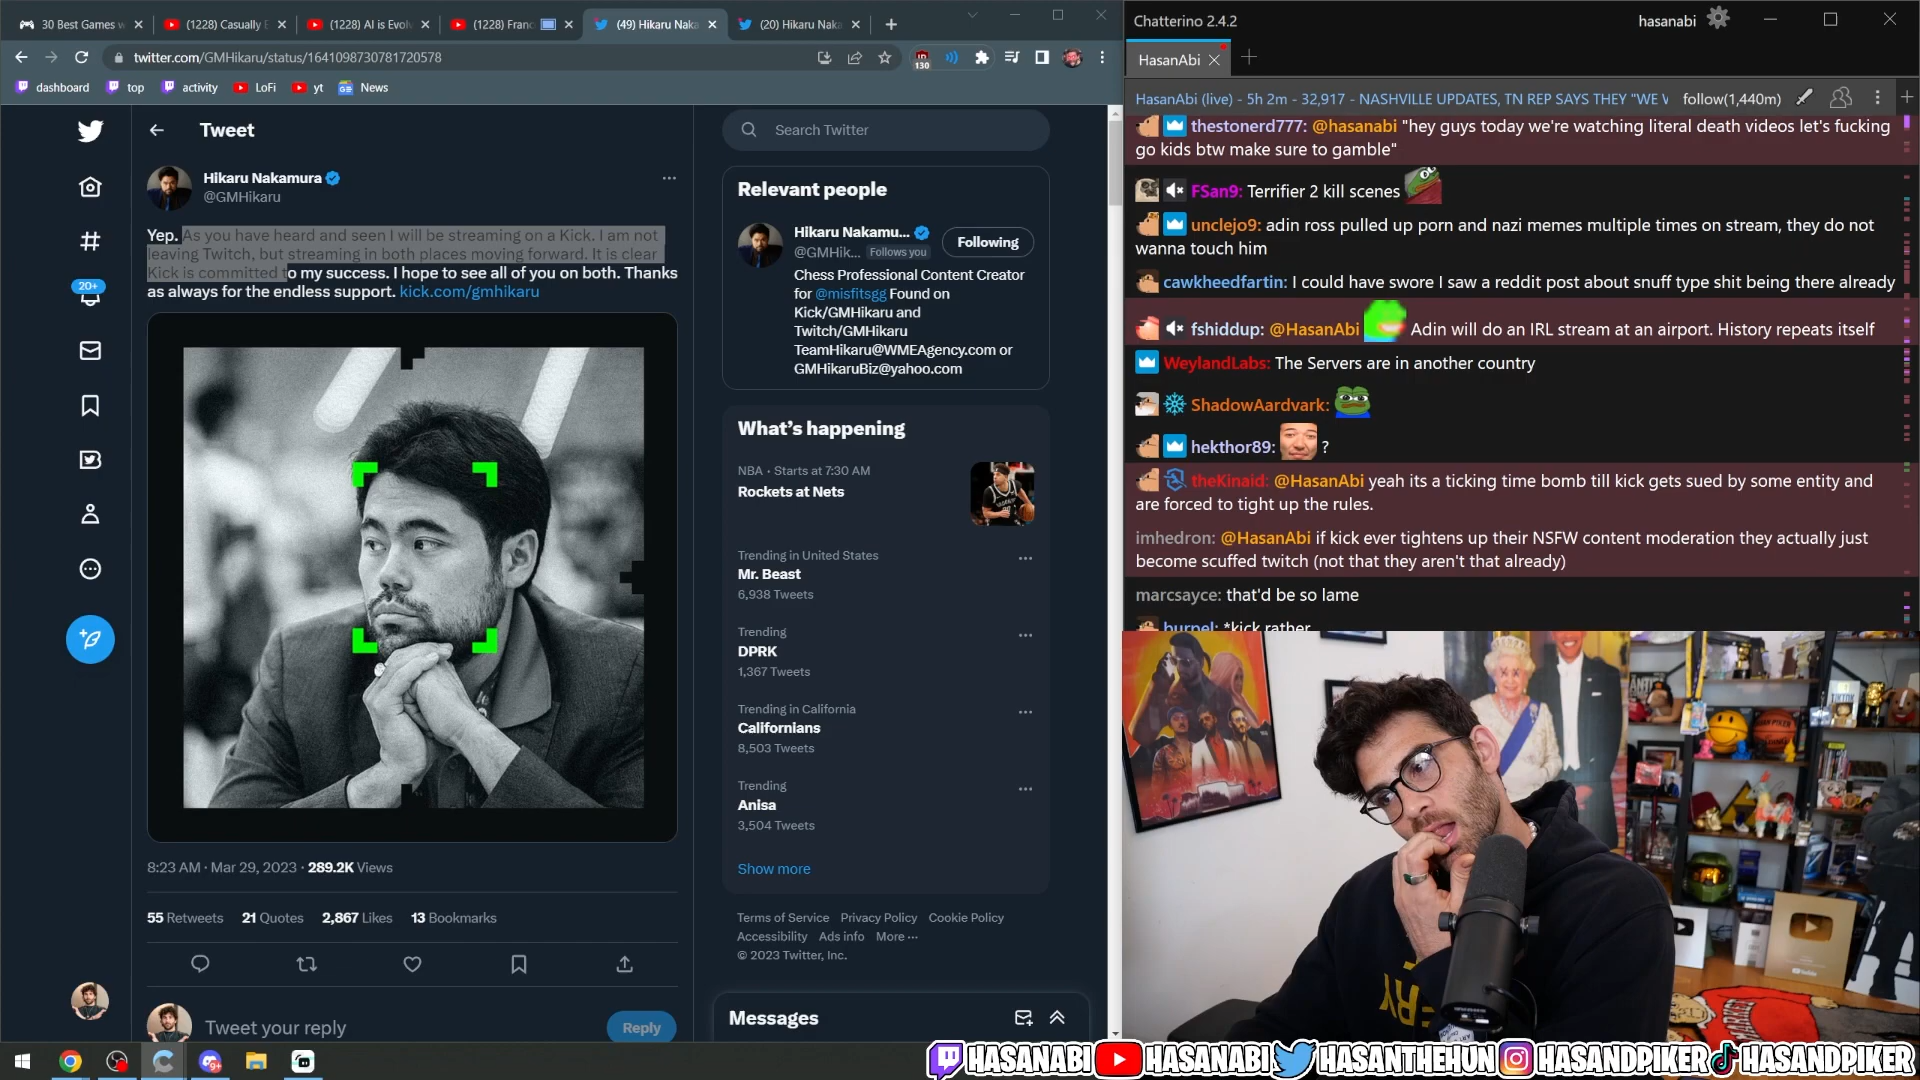 30 Best Games w
(1228) Casually E
(1228) AI is Evolv
(1228) Franc
(49) Hikaru Naka
(20) Hikaru Naka
twitter.com/GMHikaru/status/1641098730781720578
130
dashboard
top
activity
LoFi
yt
News
Tweet
Hikaru Nakamura
@GMHikaru
Yep. As you have heard and seen I will be streaming on a Kick. I am not
leaving Twitch, but streaming in both places moving forward. It is clear
Kick is committed to my success. I hope to see all of you on both. Thanks
as always for the endless support. kick.com/gmhikaru
20+
8:23 AM · Mar 29, 2023 · 289.2K Views
55 Retweets 21 Quotes 2,867 Likes 13 Bookmarks
Tweet your reply
Reply
Search Twitter
Relevant people
Hikaru Nakamu...
@GMHik... Follows you
Following
Chess Professional Content Creator
for @misfitsgg Found on
Kick/GMHikaru and
Twitch/GMHikaru
TeamHikaru@WMEAgency.com or
GMHikaruBiz@yahoo.com
What's happening
NBA · Starts at 7:30 AM
Rockets at Nets
Trending in United States
Mr. Beast
6,938 Tweets
Trending
DPRK
1,367 Tweets
Trending in California
Californians
8,503 Tweets
Trending
Anisa
3,504 Tweets
Show more
Terms of Service Privacy Policy Cookie Policy
Accessibility Ads info More ···
© 2023 Twitter, Inc.
Messages
Chatterino 2.4.2
hasanabi
HasanAbi
HasanAbi (live) - 5h 2m - 32,917 - NASHVILLE UPDATES, TN REP SAYS THEY "WE
follow(1,440m)
thestonerd777: @hasanabi "hey guys today we're watching literal death videos let's fucking
go kids btw make sure to gamble"
FSan9: Terrifier 2 kill scenes
unclejo9: adin ross pulled up porn and nazi memes multiple times on stream, they do not
wanna touch him
cawkheedfartin: I could have swore I saw a reddit post about snuff type shit being there already
fshiddup: @HasanAbi Adin will do an IRL stream at an airport. History repeats itself
WeylandLabs: The Servers are in another country
ShadowAardvark:
hekthor89: ?
theKinaid: @HasanAbi yeah its a ticking time bomb till kick gets sued by some entity and
are forced to tight up the rules.
imhedron: @HasanAbi if kick ever tightens up their NSFW content moderation they actually just
become scuffed twitch (not that they aren't that already)
marcsayce: that'd be so lame
burpel: *kick rather
HASANABI
HASANABI
HASANTHEHUN
HASANDPIKER
HASANDPIKER